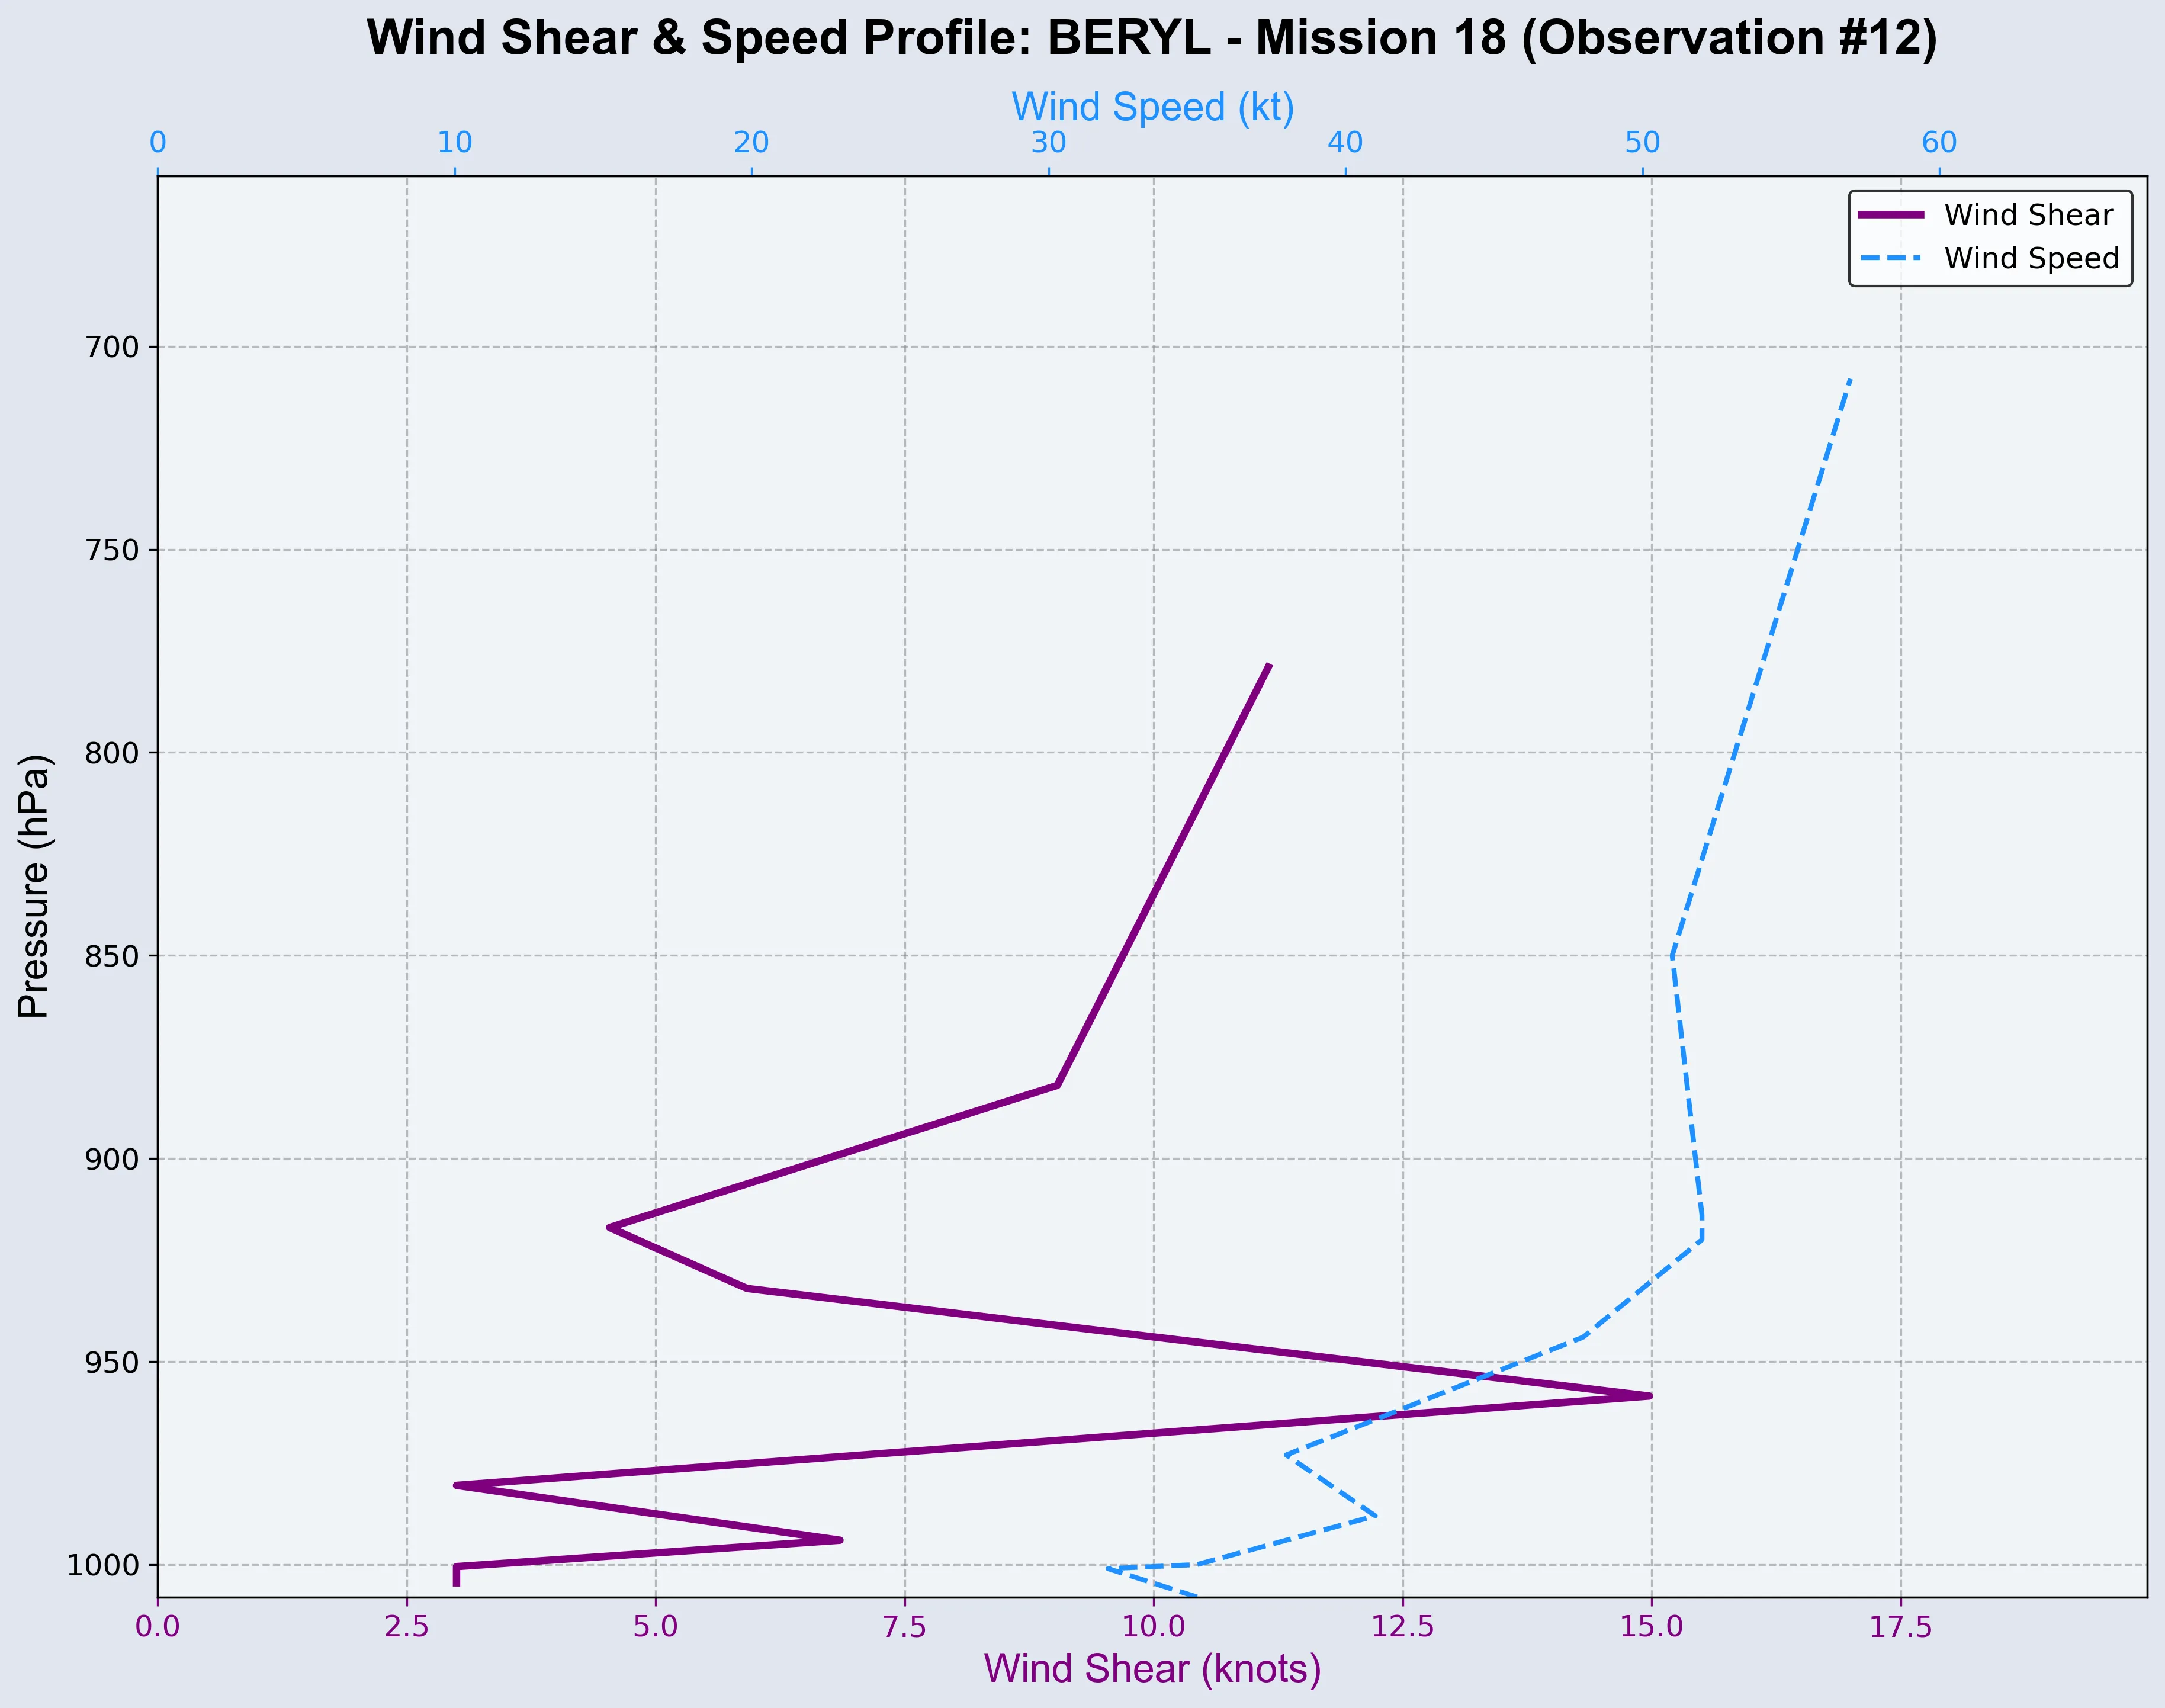 Wind Shear & Speed Profile: BERYL - Mission 18 (Observation #12)
Wind Speed (kt)
0 10 20 30 40 50 60
Wind Shear
Wind Speed
700
750
800
850
900
950
1000
Pressure (hPa)
0.0 2.5 5.0 7.5 10.0 12.5 15.0 17.5
Wind Shear (knots)